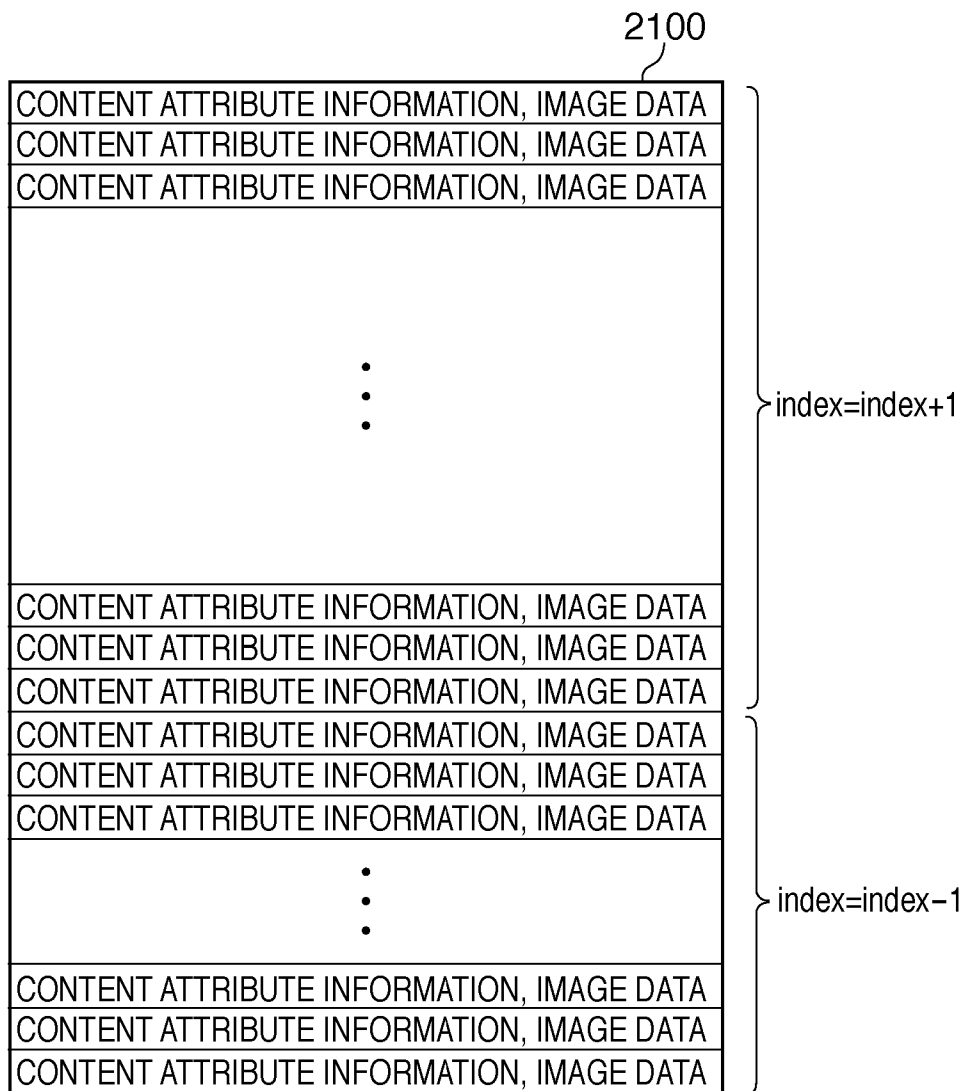 2100
CONTENT ATTRIBUTE INFORMATION, IMAGE DATA
CONTENT ATTRIBUTE INFORMATION, IMAGE DATA
CONTENT ATTRIBUTE INFORMATION, IMAGE DATA
index=index+1
CONTENT ATTRIBUTE INFORMATION, IMAGE DATA
CONTENT ATTRIBUTE INFORMATION, IMAGE DATA
CONTENT ATTRIBUTE INFORMATION, IMAGE DATA
CONTENT ATTRIBUTE INFORMATION, IMAGE DATA
CONTENT ATTRIBUTE INFORMATION, IMAGE DATA
CONTENT ATTRIBUTE INFORMATION, IMAGE DATA
index=index−1
CONTENT ATTRIBUTE INFORMATION, IMAGE DATA
CONTENT ATTRIBUTE INFORMATION, IMAGE DATA
CONTENT ATTRIBUTE INFORMATION, IMAGE DATA